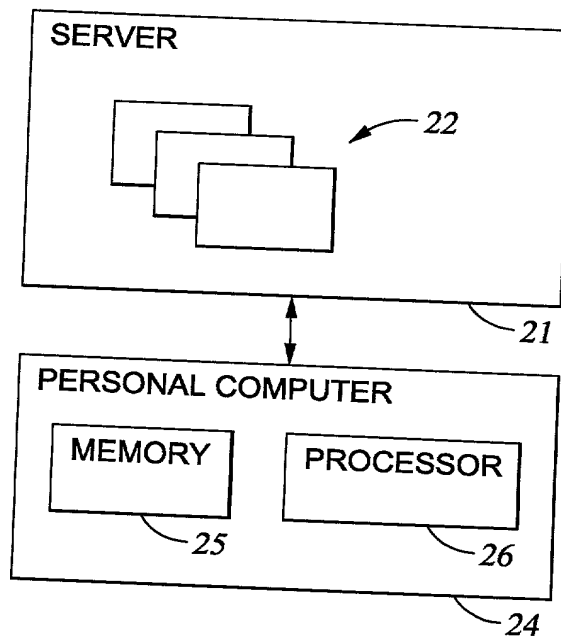 SERVER
22
21
PERSONAL COMPUTER
MEMORY
PROCESSOR
25
26
24